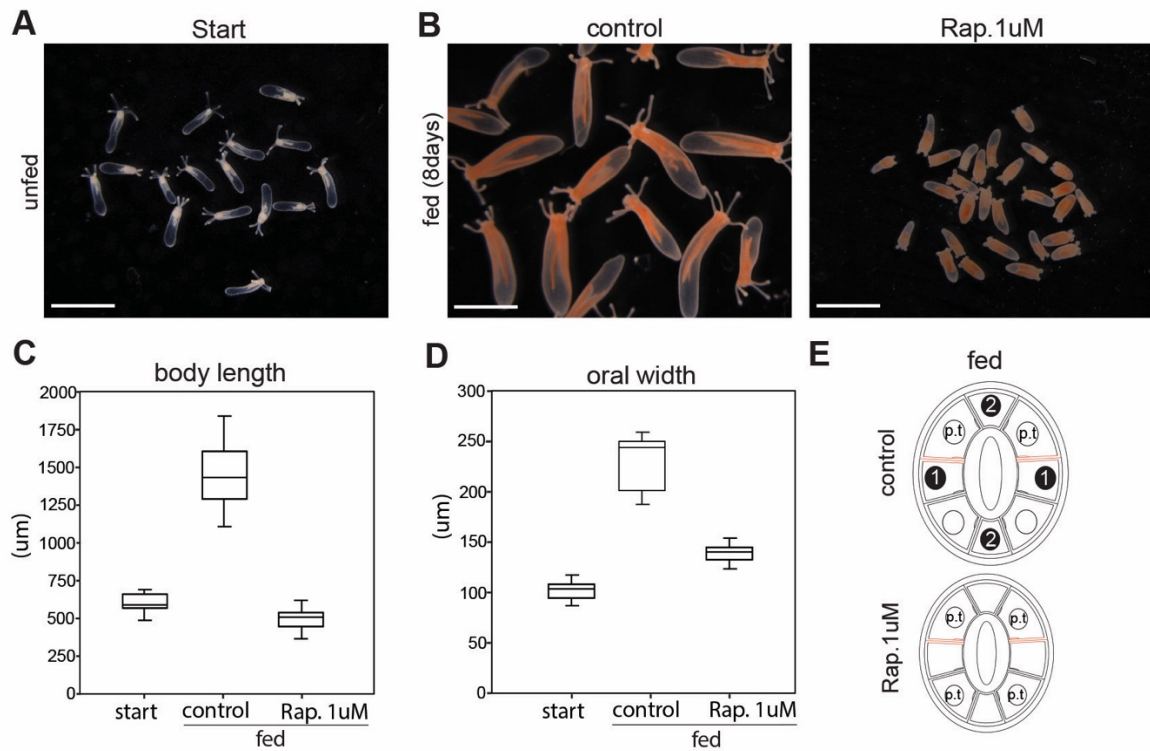 A
Start
unfed
B
control
Rap.1uM
fed (8days)
C
body length
(um)
2000
1750
1500
1250
1000
750
500
250
0
start
control
Rap. 1uM
fed
D
oral width
(um)
300
250
200
150
100
50
0
start
control
Rap. 1uM
fed
E
fed
control
2
p.t
p.t
1
1
2
Rap.1uM
p.t
p.t
p.t
p.t